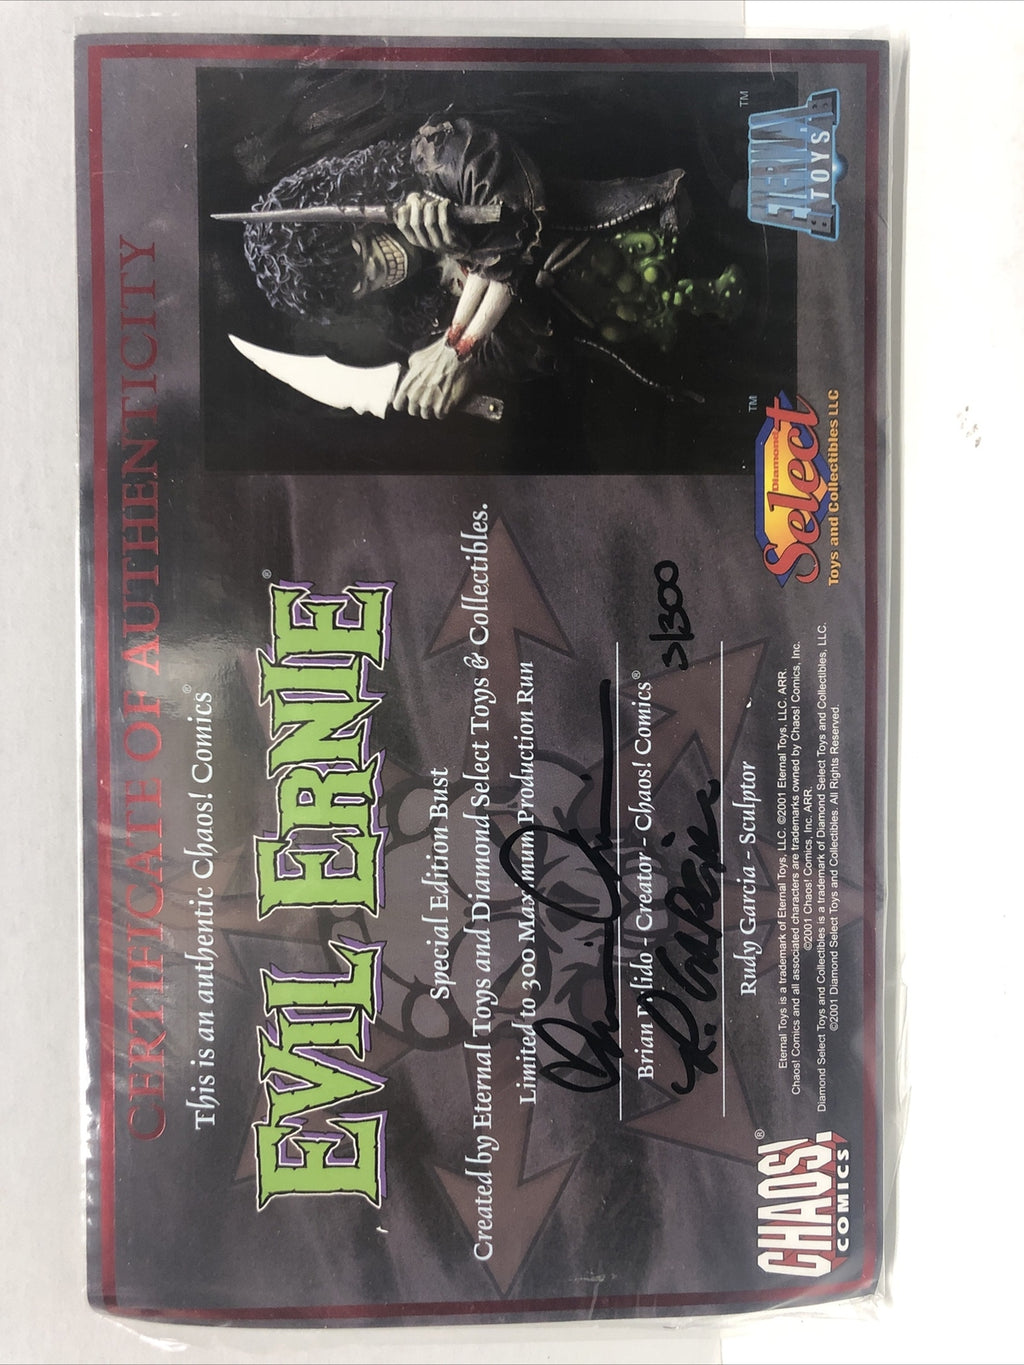 CERTIFICATE OF AUTHENTICITY
This is an authentic Chaos! Comics®
EVIL ERNIE®
Special Edition Bust
Created by Eternal Toys and Diamond Select Toys & Collectibles.
Limited to 300 Maximum Production Run
Brian Pulido - Creator - Chaos! Comics®
3/300
R. GARCIA
Rudy Garcia - Sculptor
Eternal Toys is a trademark of Eternal Toys, LLC. ©2001 Eternal Toys, LLC. ARR.
Chaos! Comics and all associated characters are trademarks owned by Chaos! Comics, Inc.
©2001 Chaos! Comics, Inc. ARR.
Diamond Select Toys and Collectibles is a trademark of Diamond Select Toys and Collectibles, LLC.
©2001 Diamond Select Toys and Collectibles. All Rights Reserved.
CHAOS!®
COMICS
Diamond
Select™
Toys and Collectibles LLC
ETERNAL™
TOYS